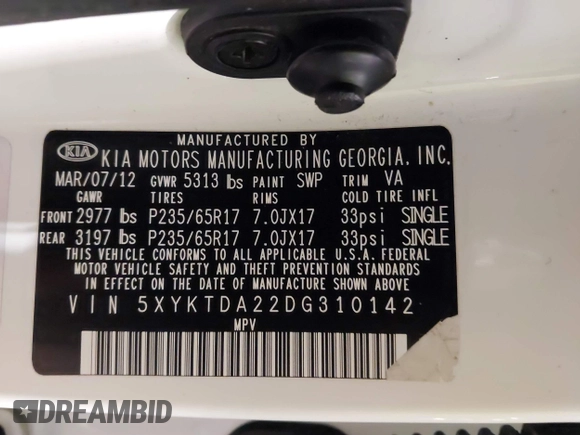 MANUFACTURED BY
KIA KIA MOTORS MANUFACTURING GEORGIA, INC.
MAR/07/12 GVWR 5313 lbs PAINT SWP TRIM VA
GAWR TIRES RIMS COLD TIRE INFL
FRONT 2977 lbs P235/65R17 7.0JX17 33psi SINGLE
REAR 3197 lbs P235/65R17 7.0JX17 33psi SINGLE
THIS VEHICLE CONFORMS TO ALL APPLICABLE U.S.A. FEDERAL
MOTOR VEHICLE SAFETY AND THEFT PREVENTION STANDARDS
IN EFFECT ON THE DATE OF MANUFACTURE SHOWN ABOVE
VIN 5XYKTDA22DG310142
MPV
DREAMBID